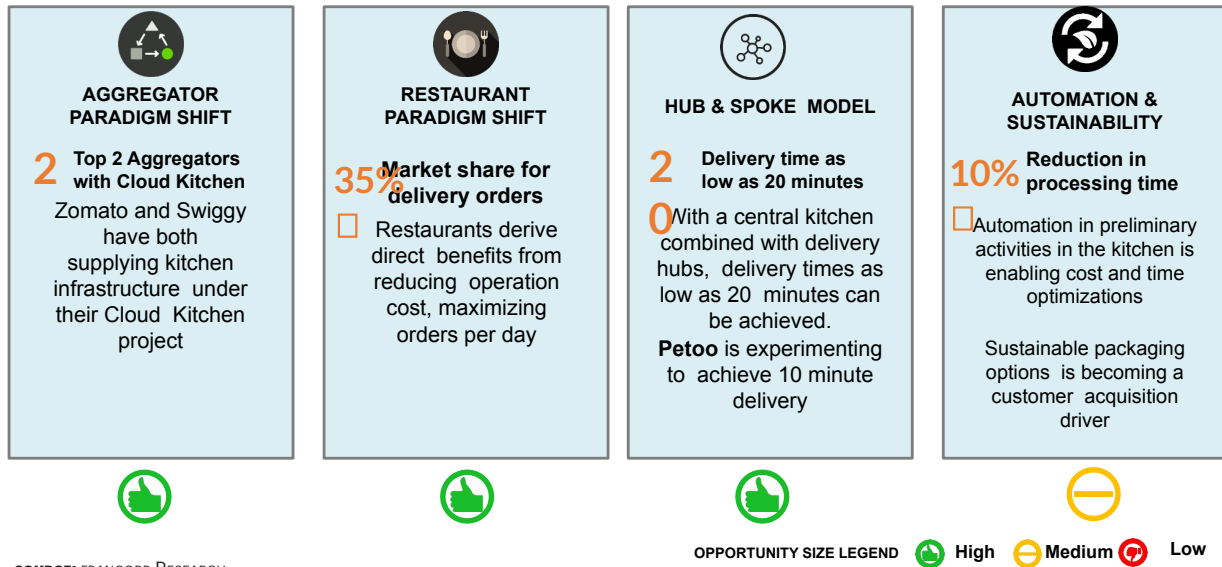 AGGREGATOR
PARADIGM SHIFT
2
Top 2 Aggregators
with Cloud Kitchen
Zomato and Swiggy
have both
supplying kitchen
infrastructure under
their Cloud Kitchen
project
RESTAURANT
PARADIGM SHIFT
35%
Market share for
delivery orders
Restaurants derive
direct benefits from
reducing operation
cost, maximizing
orders per day
HUB & SPOKE MODEL
2
0
Delivery time as
low as 20 minutes
With a central kitchen
combined with delivery
hubs, delivery times as
low as 20 minutes can
be achieved.
Petoo is experimenting
to achieve 10 minute
delivery
AUTOMATION &
SUSTAINABILITY
10%
Reduction in
processing time
Automation in preliminary
activities in the kitchen is
enabling cost and time
optimizations
Sustainable packaging
options is becoming a
customer acquisition
driver
OPPORTUNITY SIZE LEGEND High Medium Low